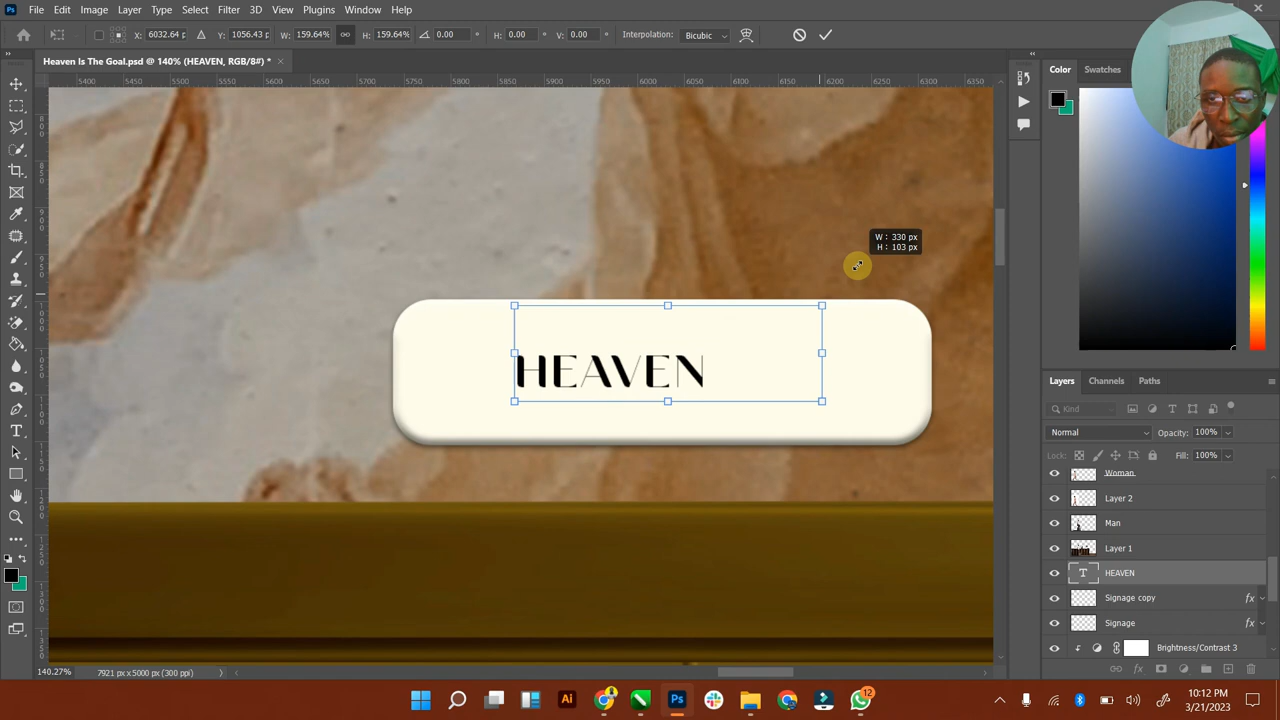 File Edit Image Layer Type Select Filter 3D View Plugins Window Help
X: 6032.64 p Y: 1056.43 p W: 159.64% H: 159.64% 0.00 ° H: 0.00 ° V: 0.00 ° Interpolation: Bicubic
Heaven Is The Goal.psd @ 140% (HEAVEN, RGB/8#) *
5400 5450 5500 5550 5600 5650 5700 5750 5800 5850 5900 5950 6000 6050 6100 6150 6200 6250 6300 6350
Color Swatches
W: 330 px
H: 103 px
HEAVEN
Layers Channels Paths
Kind
Normal Opacity: 100%
Lock: Fill: 100%
Woman
Layer 2
Man
Layer 1
T HEAVEN
Signage copy fx
Signage fx
Brightness/Contrast 3
140.27% 7921 px x 5000 px (300 ppi)
Ai Ps 12
10:12 PM
3/21/2023